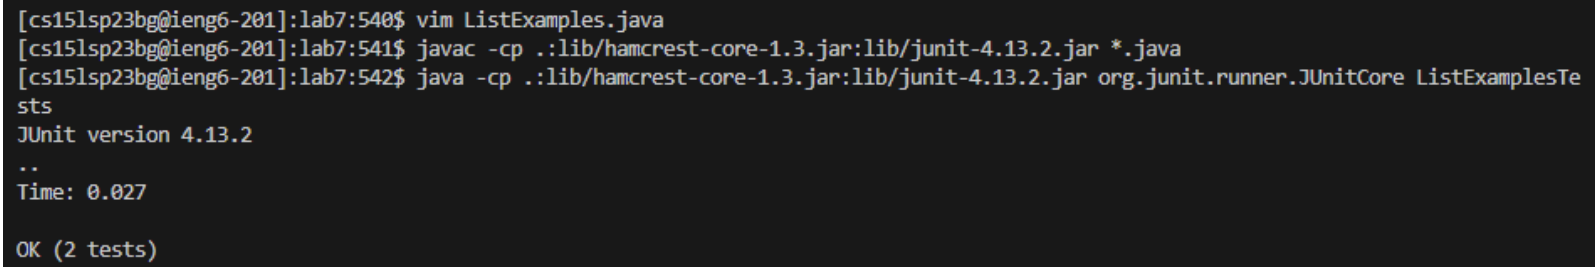 [cs15lsp23bg@ieng6-201]:lab7:540$ vim ListExamples.java
[cs15lsp23bg@ieng6-201]:lab7:541$ javac -cp .:lib/hamcrest-core-1.3.jar:lib/junit-4.13.2.jar *.java
[cs15lsp23bg@ieng6-201]:lab7:542$ java -cp .:lib/hamcrest-core-1.3.jar:lib/junit-4.13.2.jar org.junit.runner.JUnitCore ListExamplesTe
sts
JUnit version 4.13.2
..
Time: 0.027
OK (2 tests)